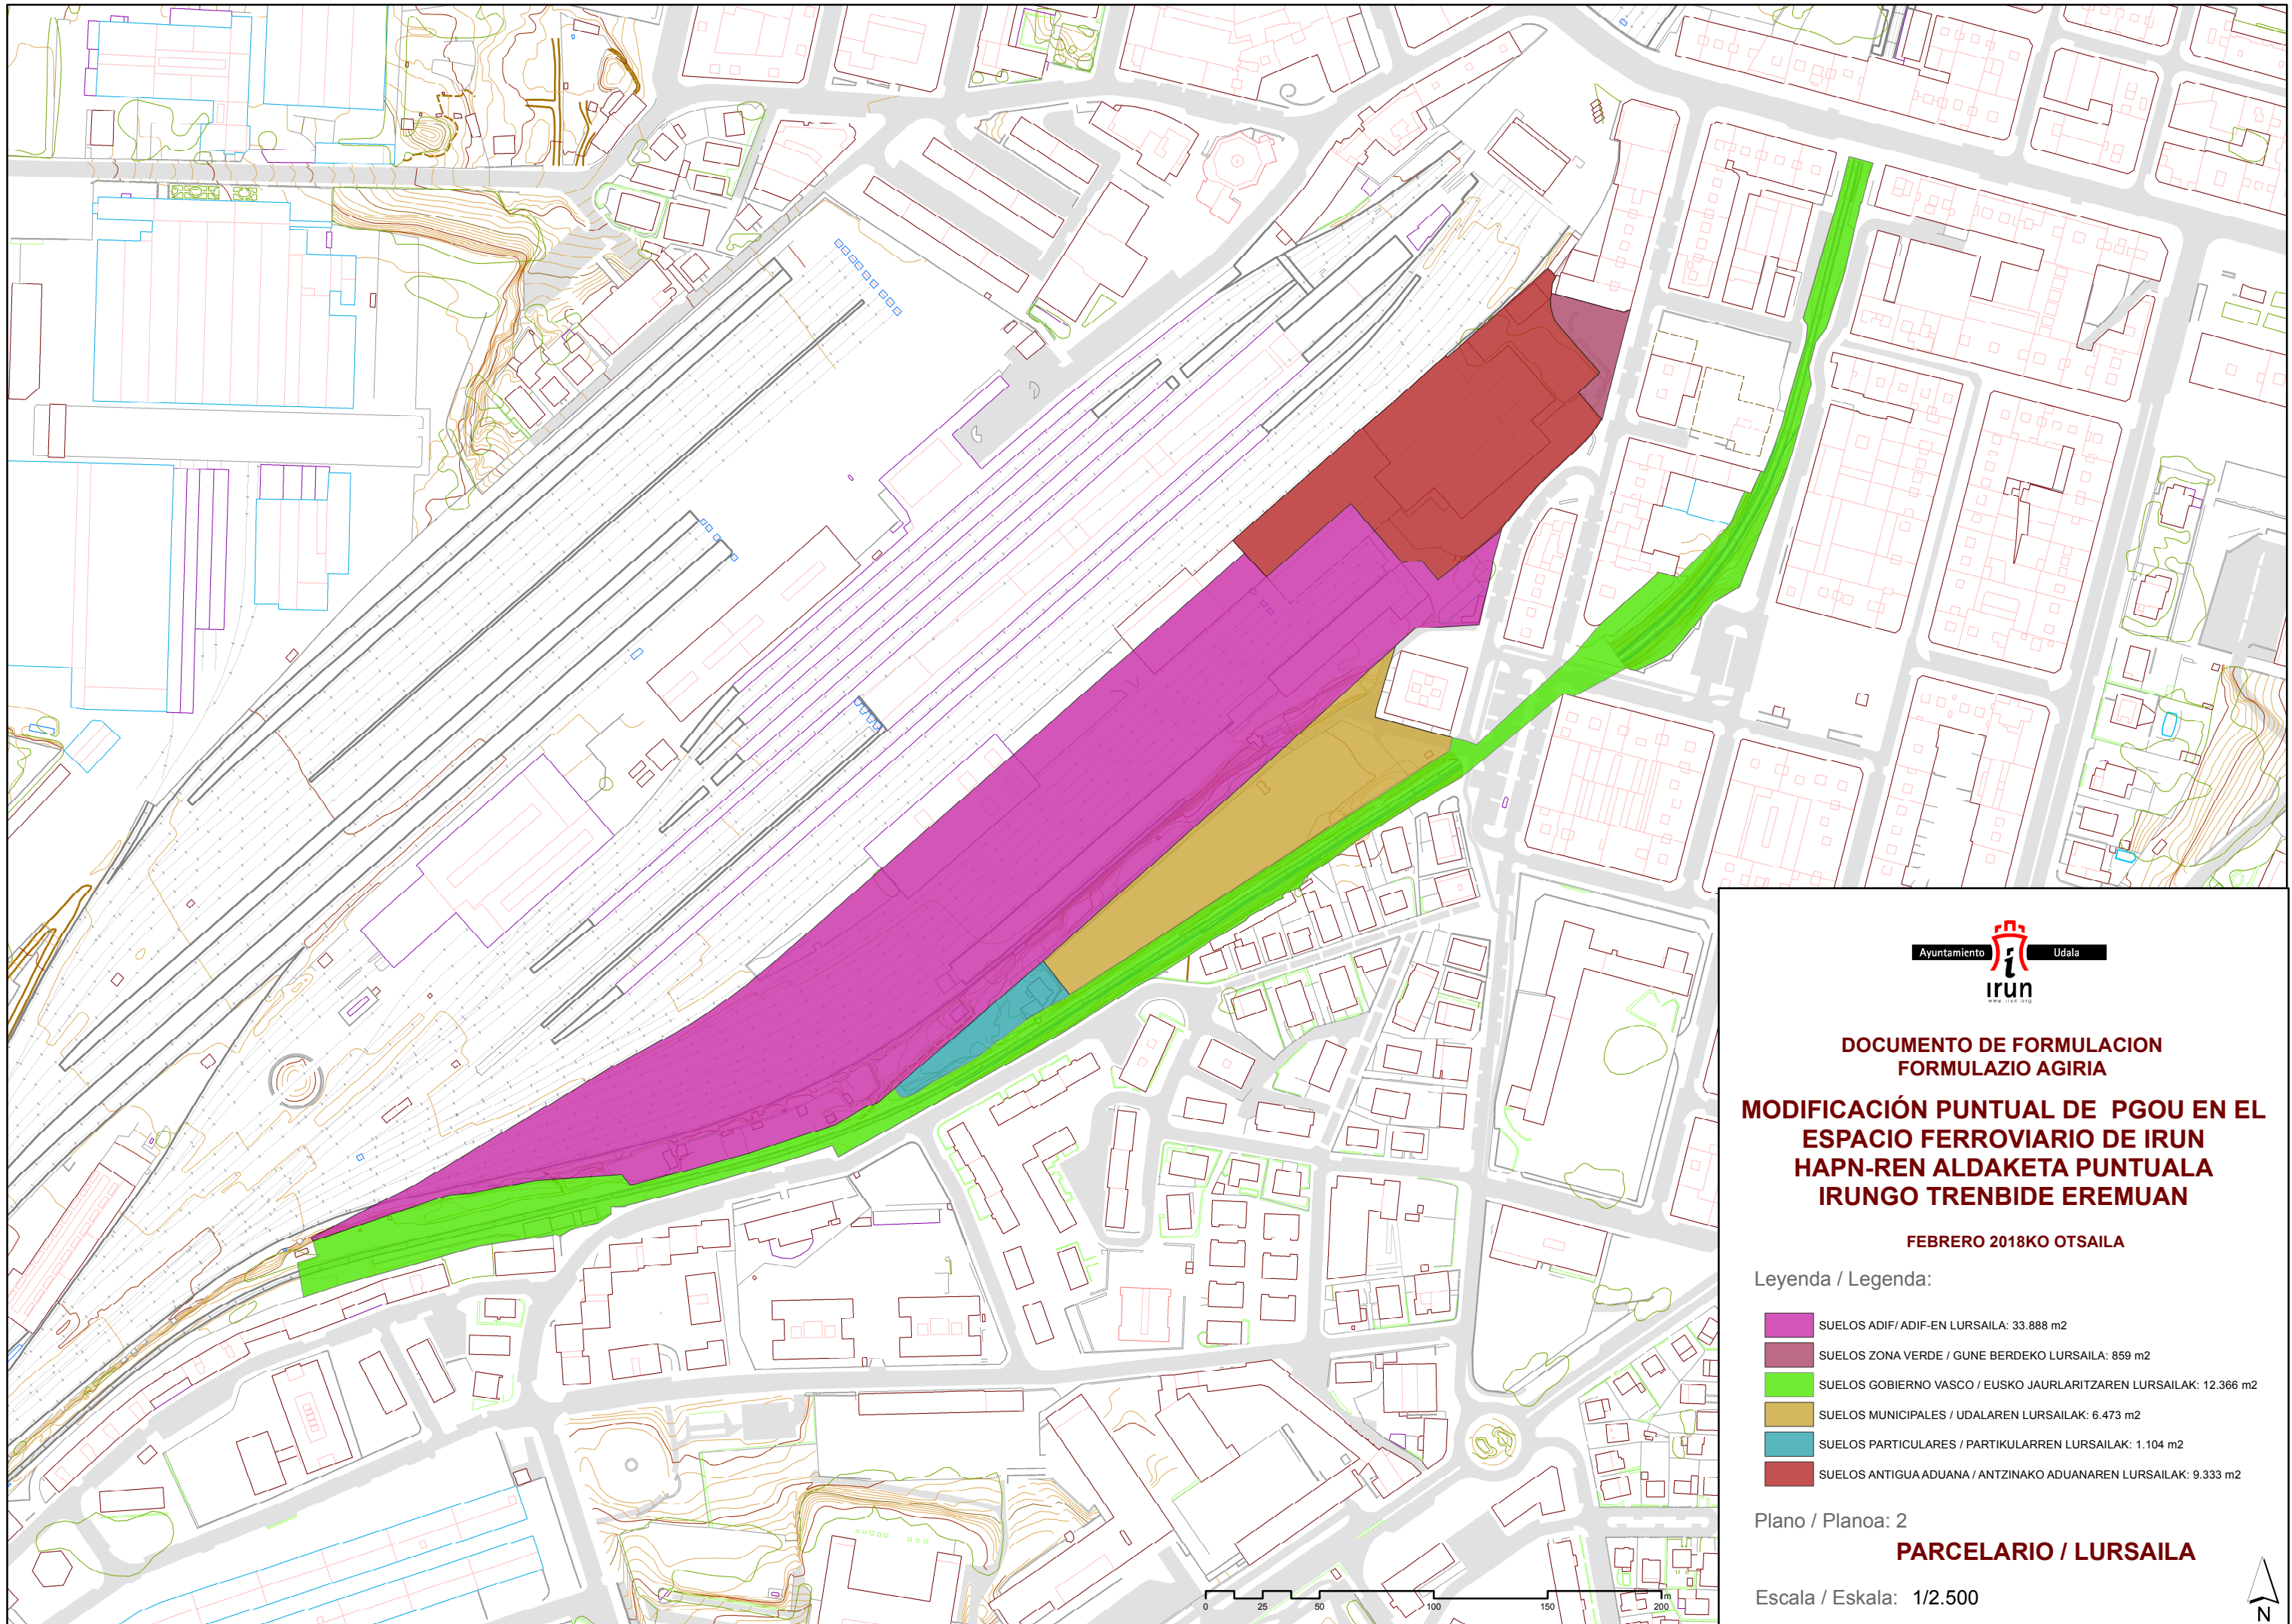 Ayuntamiento Udala
irun
www.irun.org
DOCUMENTO DE FORMULACION
FORMULAZIO AGIRIA
MODIFICACIÓN PUNTUAL DE PGOU EN EL
ESPACIO FERROVIARIO DE IRUN
HAPN-REN ALDAKETA PUNTUALA
IRUNGO TRENBIDE EREMUAN
FEBRERO 2018KO OTSAILA
Leyenda / Legenda:
SUELOS ADIF/ ADIF-EN LURSAILA: 33.888 m2
SUELOS ZONA VERDE / GUNE BERDEKO LURSAILA: 859 m2
SUELOS GOBIERNO VASCO / EUSKO JAURLARITZAREN LURSAILAK: 12.366 m2
SUELOS MUNICIPALES / UDALAREN LURSAILAK: 6.473 m2
SUELOS PARTICULARES / PARTIKULARREN LURSAILAK: 1.104 m2
SUELOS ANTIGUA ADUANA / ANTZINAKO ADUANAREN LURSAILAK: 9.333 m2
Plano / Planoa: 2
PARCELARIO / LURSAILA
Escala / Eskala: 1/2.500
N
0 25 50 100 150 200 m